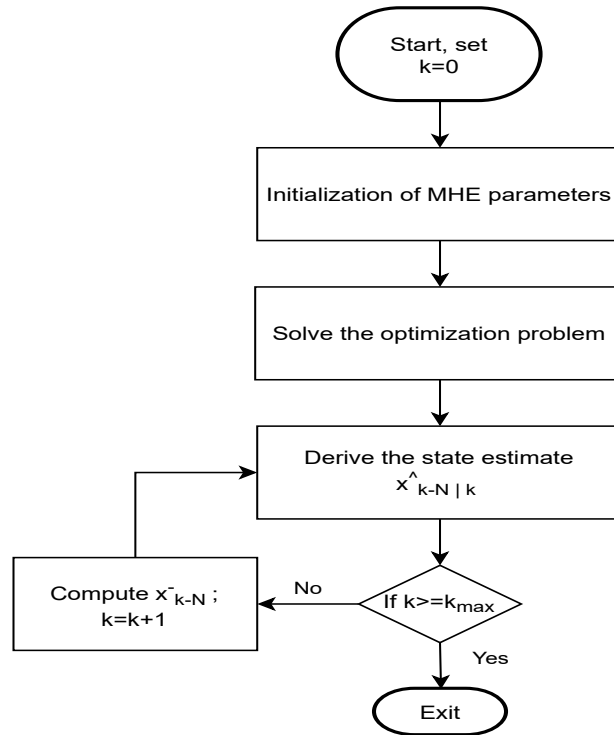 Start, set
k=0
Initialization of MHE parameters
Solve the optimization problem
Derive the state estimate
x^k-N | k
No
If k>=kmax
Compute x-k-N ;
k=k+1
Yes
Exit